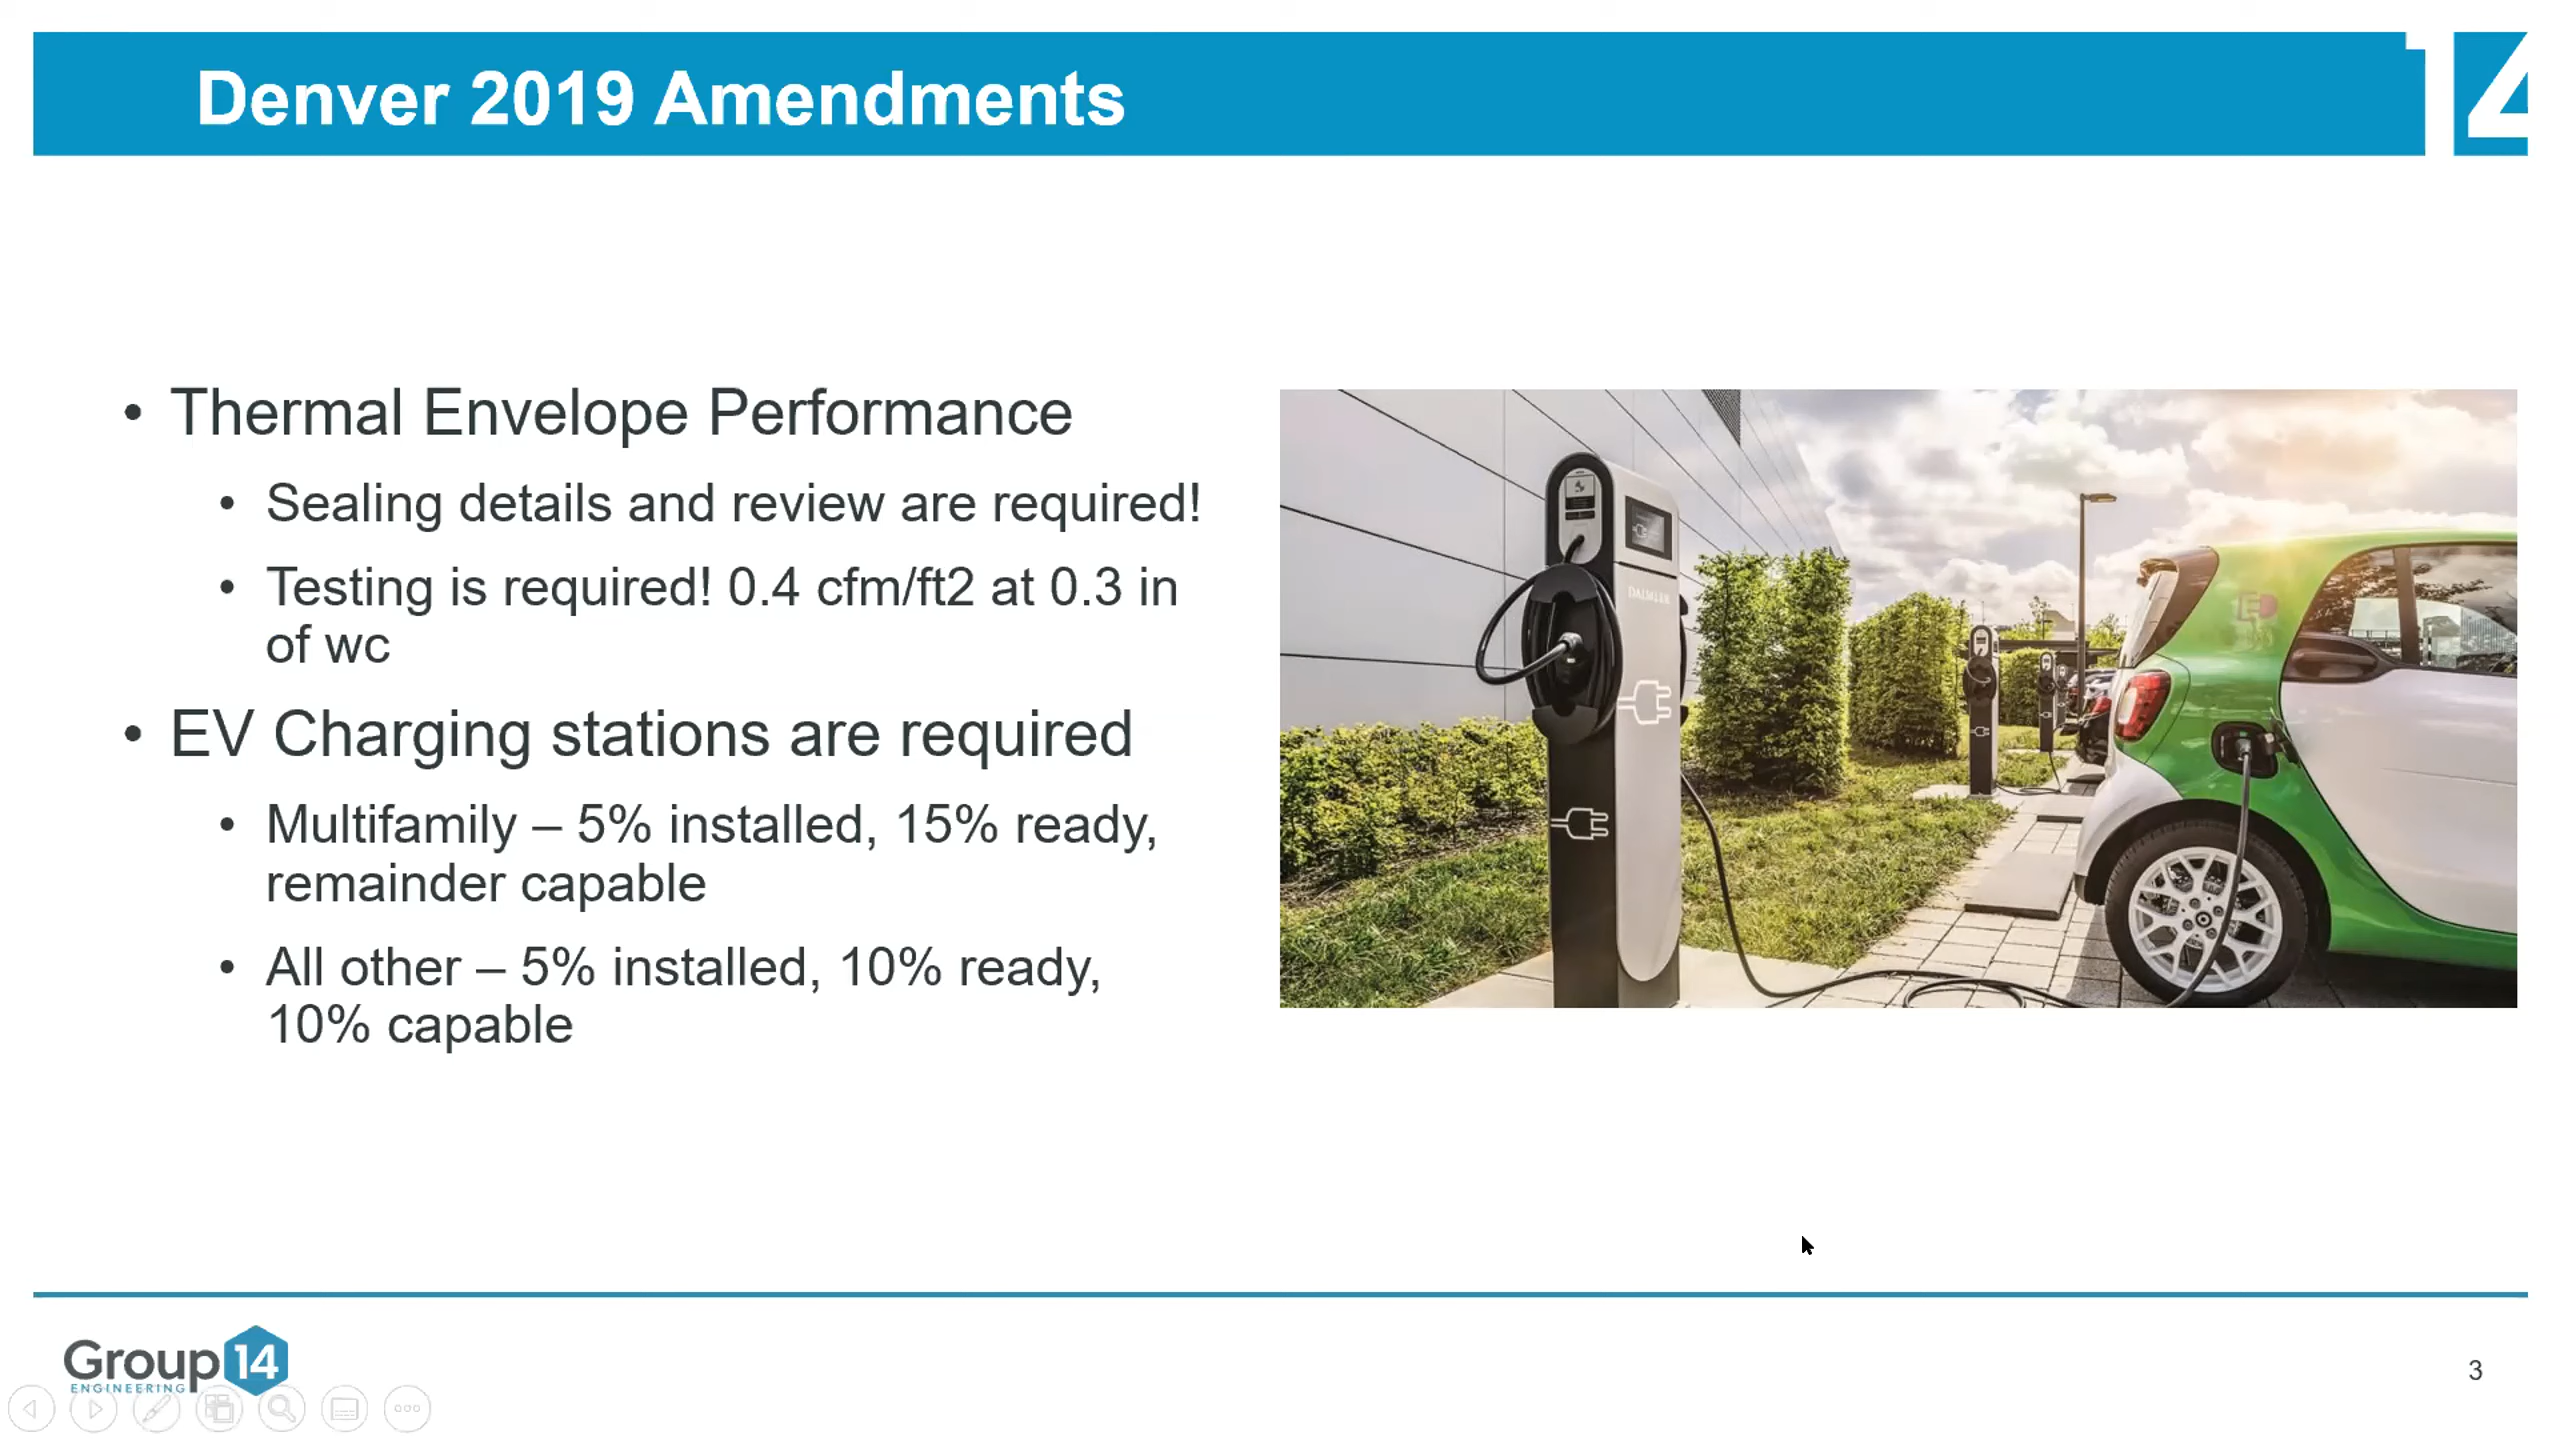 Denver 2019 Amendments
14
• Thermal Envelope Performance
• Sealing details and review are required!
• Testing is required! 0.4 cfm/ft2 at 0.3 in
of wc
• EV Charging stations are required
• Multifamily – 5% installed, 15% ready,
remainder capable
• All other – 5% installed, 10% ready,
10% capable
DAIMLER
Group14
ENGINEERING
3